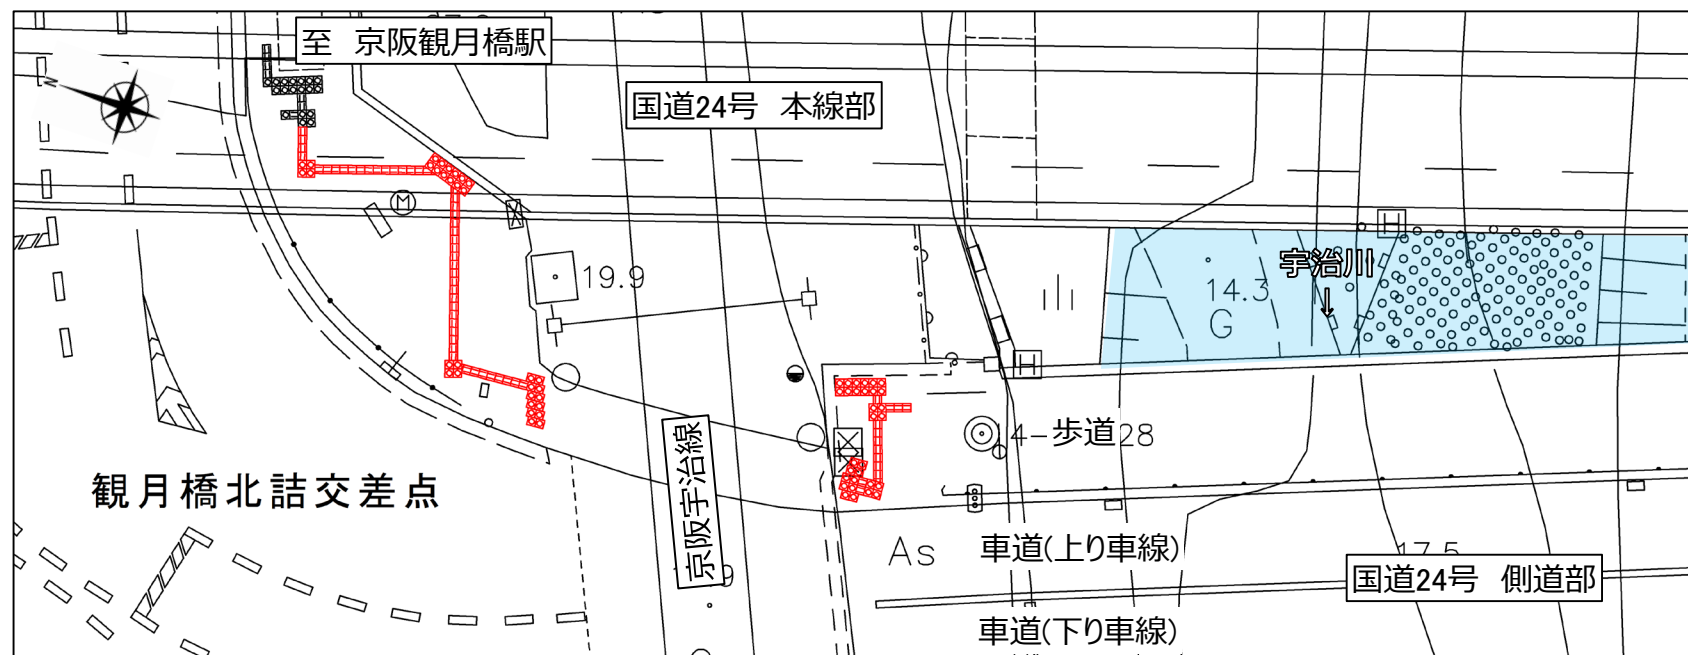 至 京阪観月橋駅
N
国道24号 本線部
M
H
19.9
宇治川
14.3
G
↓
H
14-歩道28
京阪宇治線
観月橋北詰交差点
As
車道(上り車線)
17.5
国道24号 側道部
車道(下り車線)